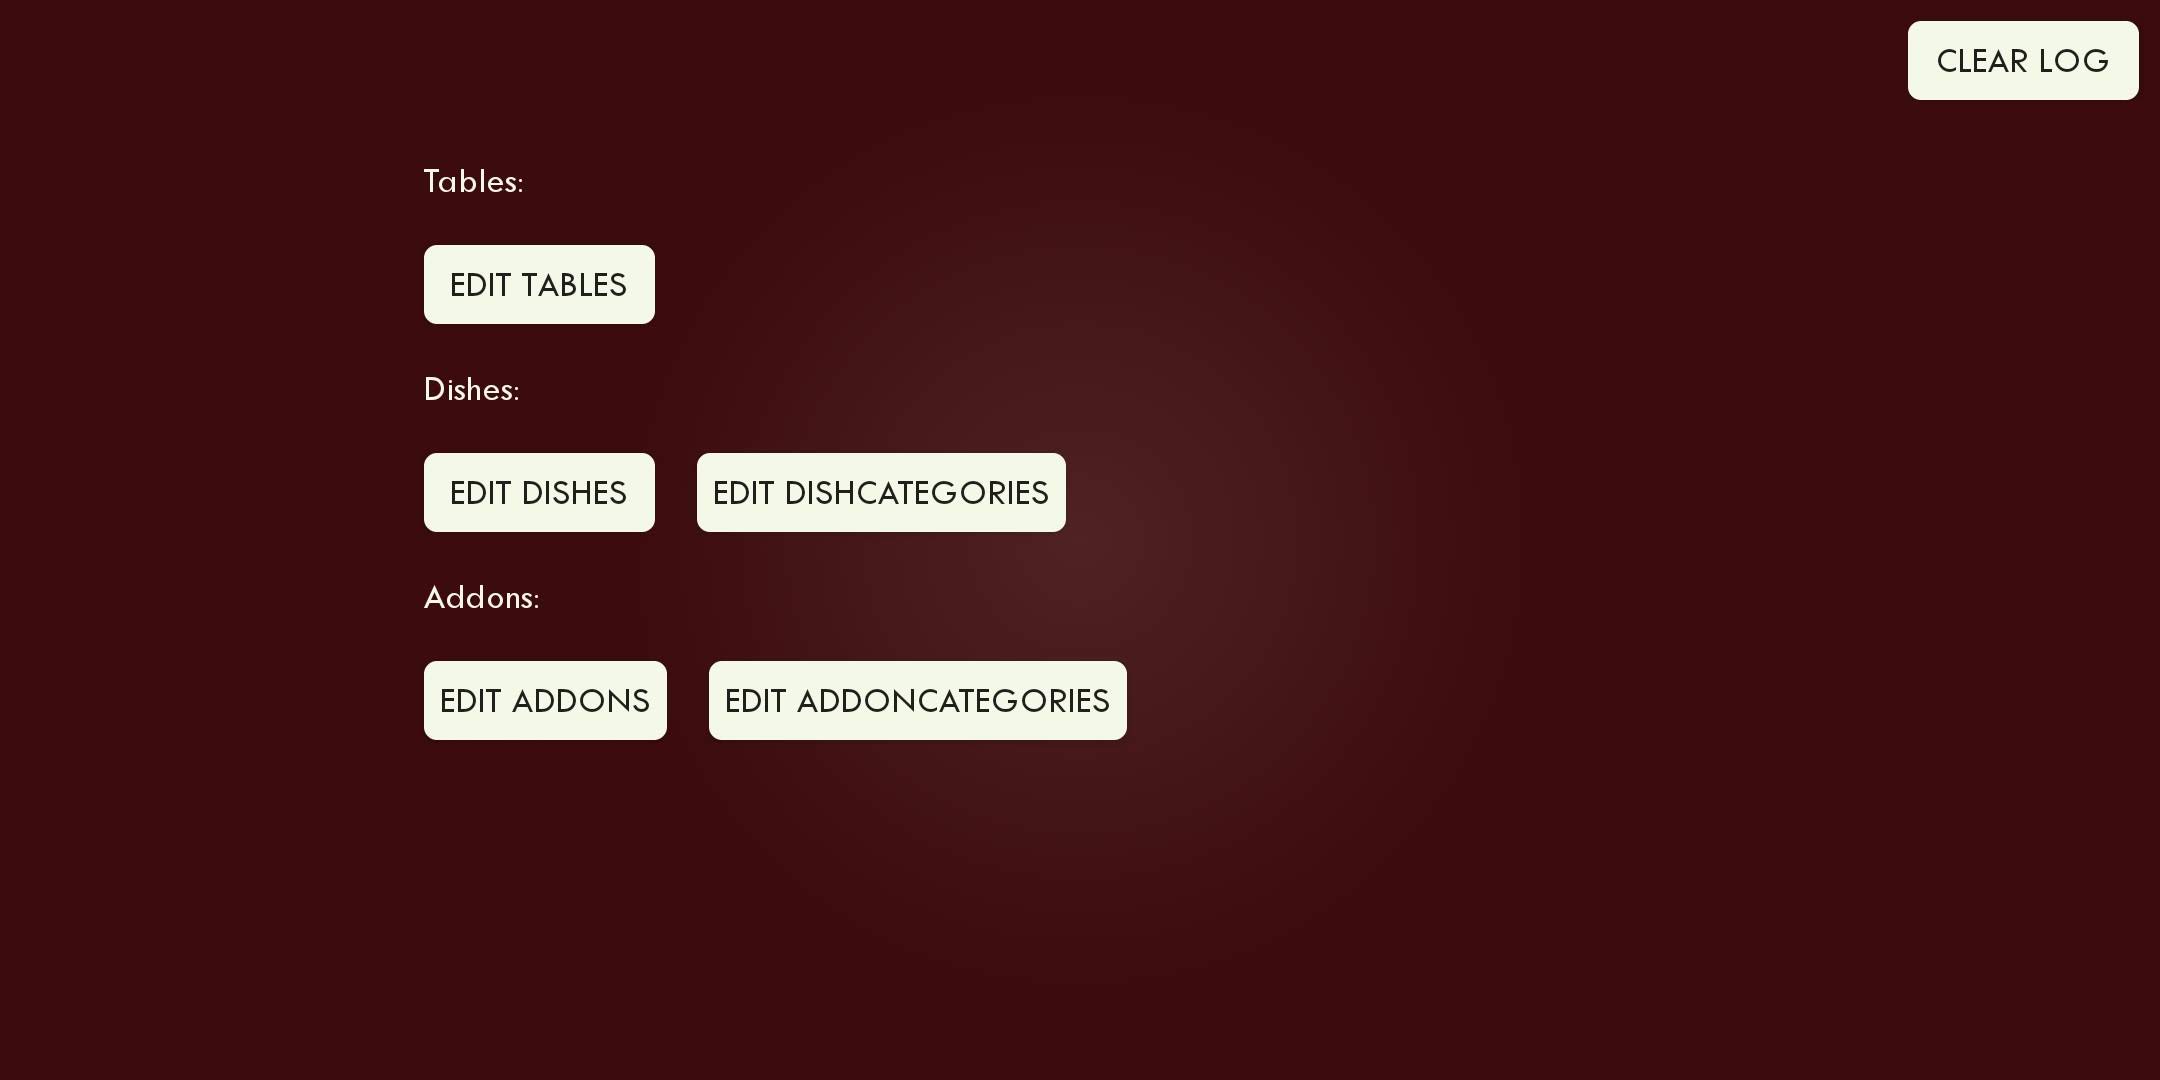 CLEAR LOG
Tables:
EDIT TABLES
Dishes:
EDIT DISHES EDIT DISHCATEGORIES
Addons:
EDIT ADDONS EDIT ADDONCATEGORIES